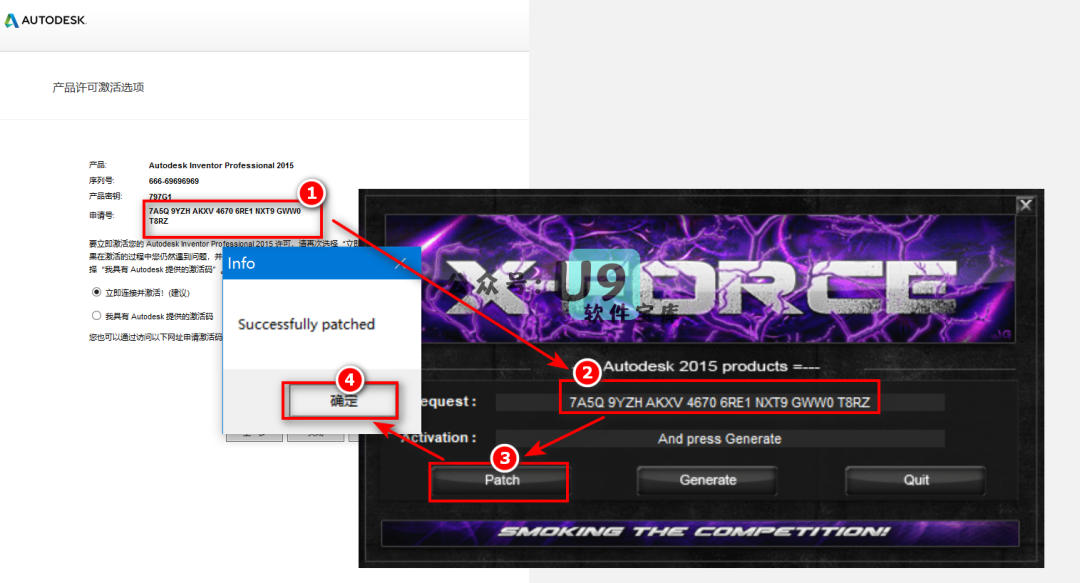 AUTODESK.
产品许可激活选项
产品: Autodesk Inventor Professional 2015
序列号: 666-69696969
产品密钥: 797G1
申请号: 7A5Q 9YZH AKXV 4670 6RE1 NXT9 GWW0
T8RZ
1
要立即激活您的 Autodesk Inventor Professional 2015 许可，请再次选择“立即
果在激活的过程中您仍然遇到问题，并
择“我具有 Autodesk 提供的激活码”
立即连接并激活! (建议)
我具有 Autodesk 提供的激活码
您也可以通过访问以下网址申请激活码
Info
Successfully patched
4
确定
X-FORCE
公众号:U9
软件宝库
Autodesk 2015 products =---
2
equest : 7A5Q 9YZH AKXV 4670 6RE1 NXT9 GWW0 T8RZ
Activation : And press Generate
3
Patch Generate Quit
SMOKING THE COMPETITION!